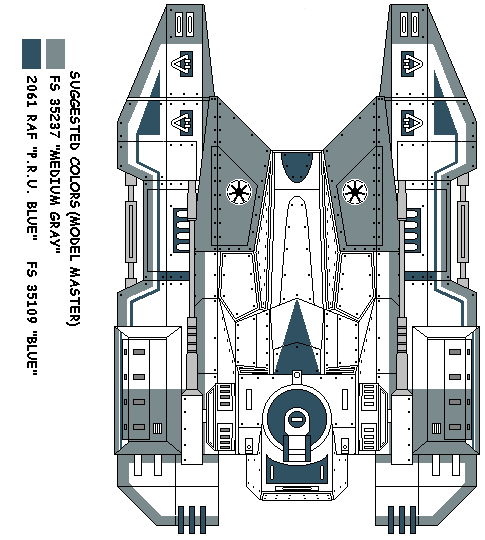 SUGGESTED COLORS (MODEL MASTER)
FS 35237 "MEDIUM GRAY"
2061 RAF "P.R.U. BLUE" FS 35109 "BLUE"